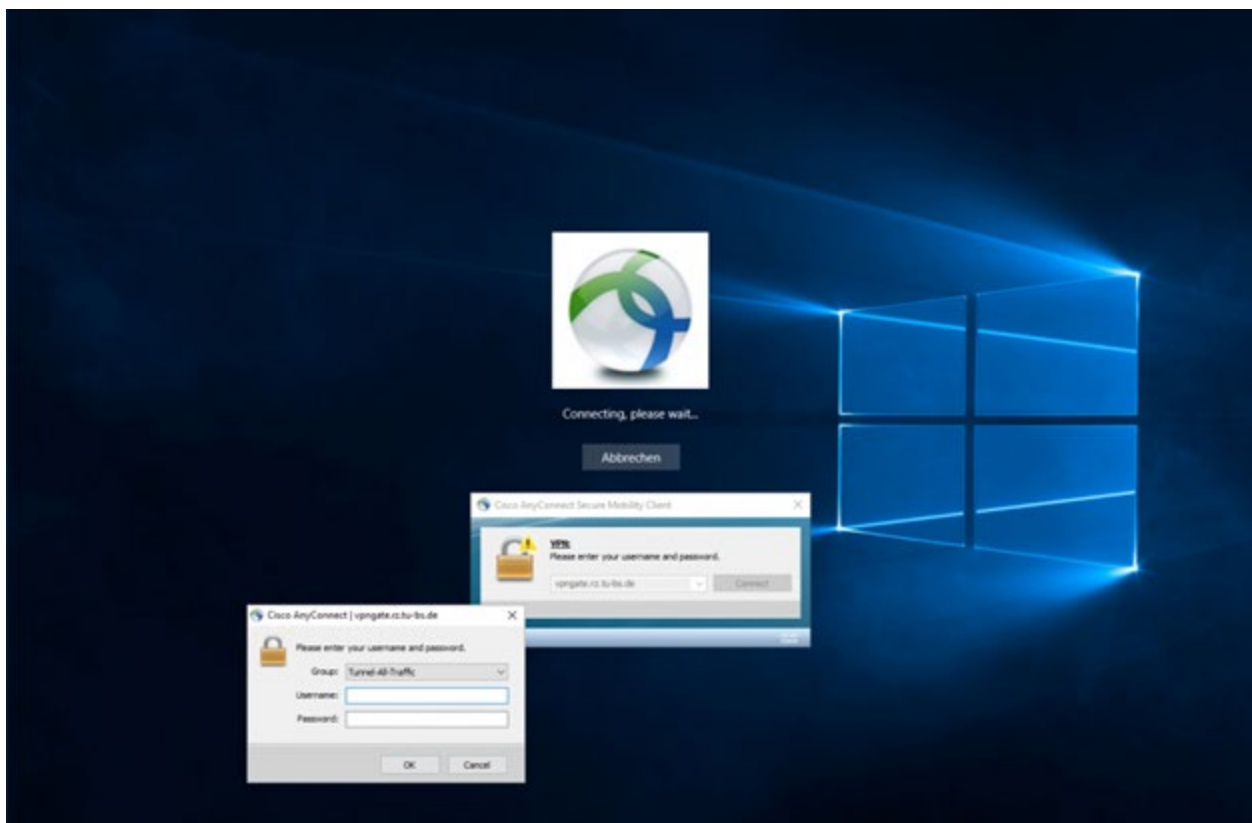 Connecting, please wait...
Abbrechen
Cisco AnyConnect Secure Mobility Client
VPN:
Please enter your username and password.
vpngate.rz.tu-bs.de
Connect
Cisco AnyConnect | vpngate.rz.tu-bs.de
Please enter your username and password.
Group: Tunnel-All-Traffic
Username:
Password:
OK Cancel